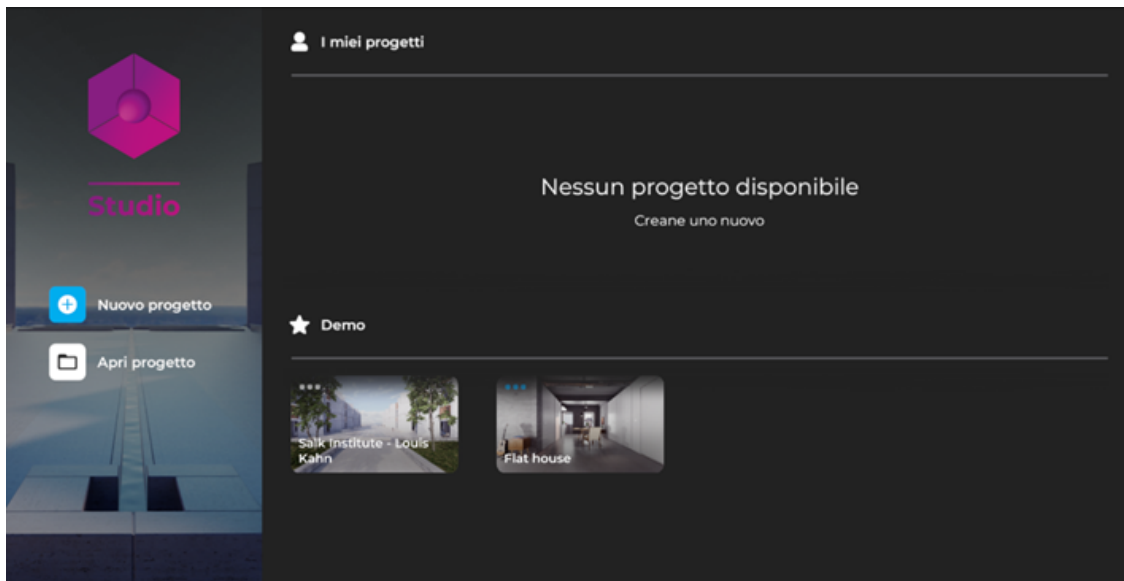 Studio
Nuovo progetto
Apri progetto
I miei progetti
Nessun progetto disponibile
Creane uno nuovo
Demo
Salk Institute - Louis
Kahn
Flat house